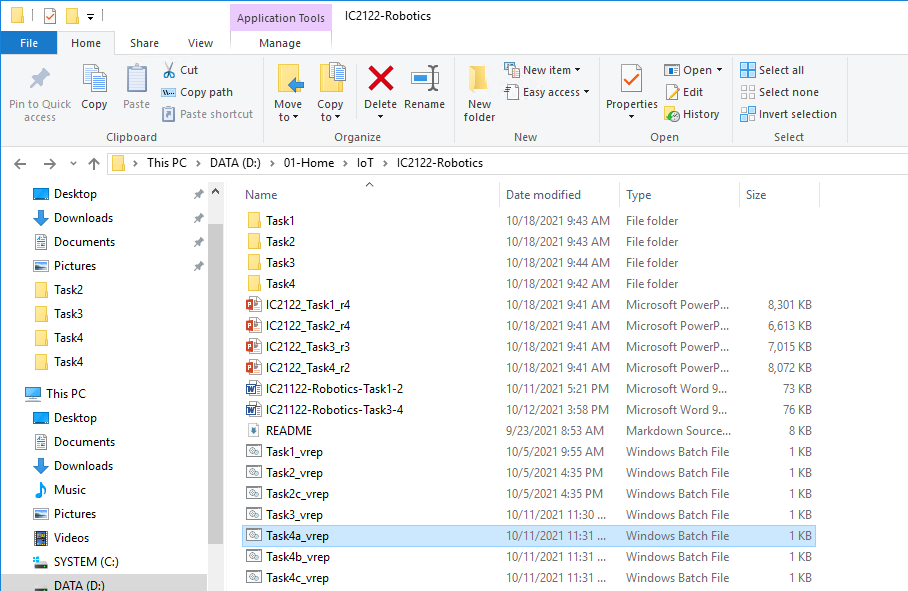 Application Tools IC2122-Robotics
File Home Share View Manage
Pin to Quick access
Copy
Paste
Cut
Copy path
Paste shortcut
Clipboard
Move to
Copy to
Delete
Rename
Organize
New folder
New item
Easy access
New
Properties
Open
Edit
History
Open
Select all
Select none
Invert selection
Select
This PC > DATA (D:) > 01-Home > IoT > IC2122-Robotics
Desktop
Downloads
Documents
Pictures
Task2
Task3
Task4
Task4
This PC
Desktop
Documents
Downloads
Music
Pictures
Videos
SYSTEM (C:)
DATA (D:)
Name Date modified Type Size
Task1 10/18/2021 9:43 AM File folder
Task2 10/18/2021 9:43 AM File folder
Task3 10/18/2021 9:44 AM File folder
Task4 10/18/2021 9:42 AM File folder
IC2122_Task1_r4 10/18/2021 9:41 AM Microsoft PowerP... 8,301 KB
IC2122_Task2_r4 10/18/2021 9:41 AM Microsoft PowerP... 6,613 KB
IC2122_Task3_r3 10/18/2021 9:41 AM Microsoft PowerP... 7,015 KB
IC2122_Task4_r2 10/18/2021 9:41 AM Microsoft PowerP... 8,072 KB
IC21122-Robotics-Task1-2 10/11/2021 5:21 PM Microsoft Word 9... 73 KB
IC21122-Robotics-Task3-4 10/12/2021 3:58 PM Microsoft Word 9... 76 KB
README 9/23/2021 8:53 AM Markdown Source... 8 KB
Task1_vrep 10/5/2021 9:55 AM Windows Batch File 1 KB
Task2_vrep 10/5/2021 4:35 PM Windows Batch File 1 KB
Task2c_vrep 10/5/2021 4:35 PM Windows Batch File 1 KB
Task3_vrep 10/11/2021 11:30 ... Windows Batch File 1 KB
Task4a_vrep 10/11/2021 11:31 ... Windows Batch File 1 KB
Task4b_vrep 10/11/2021 11:31 ... Windows Batch File 1 KB
Task4c_vrep 10/11/2021 11:31 ... Windows Batch File 1 KB